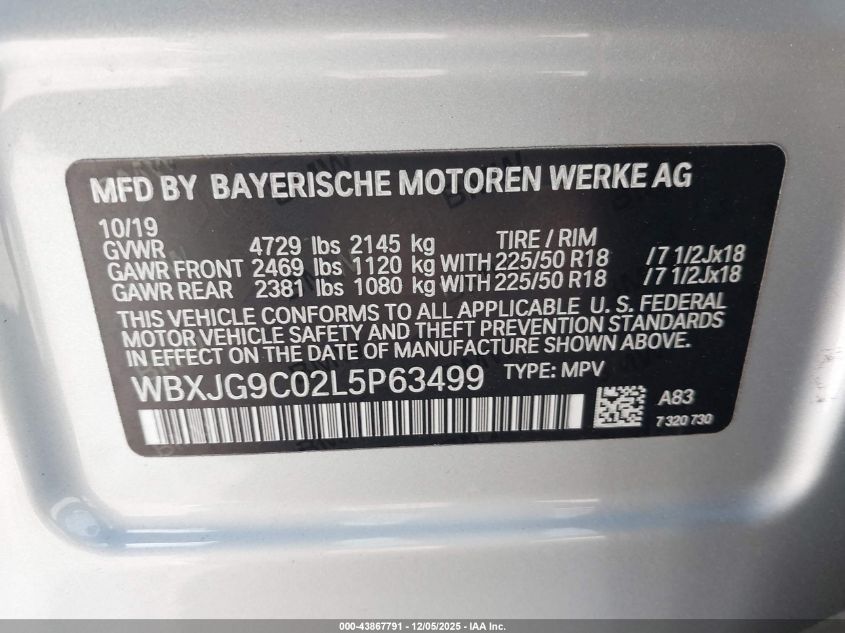 MFD BY BAYERISCHE MOTOREN WERKE AG
10/19 TIRE / RIM
GVWR 4729 lbs 2145 kg
GAWR FRONT 2469 lbs 1120 kg WITH 225/50 R18 /7 1/2Jx18
GAWR REAR 2381 lbs 1080 kg WITH 225/50 R18 /7 1/2Jx18
THIS VEHICLE CONFORMS TO ALL APPLICABLE U. S. FEDERAL
MOTOR VEHICLE SAFETY AND THEFT PREVENTION STANDARDS
IN EFFECT ON THE DATE OF MANUFACTURE SHOWN ABOVE.
WBXJG9C02L5P63499 TYPE: MPV
A83
7 320 730
000-43867791 - 12/05/2025 - IAA Inc.